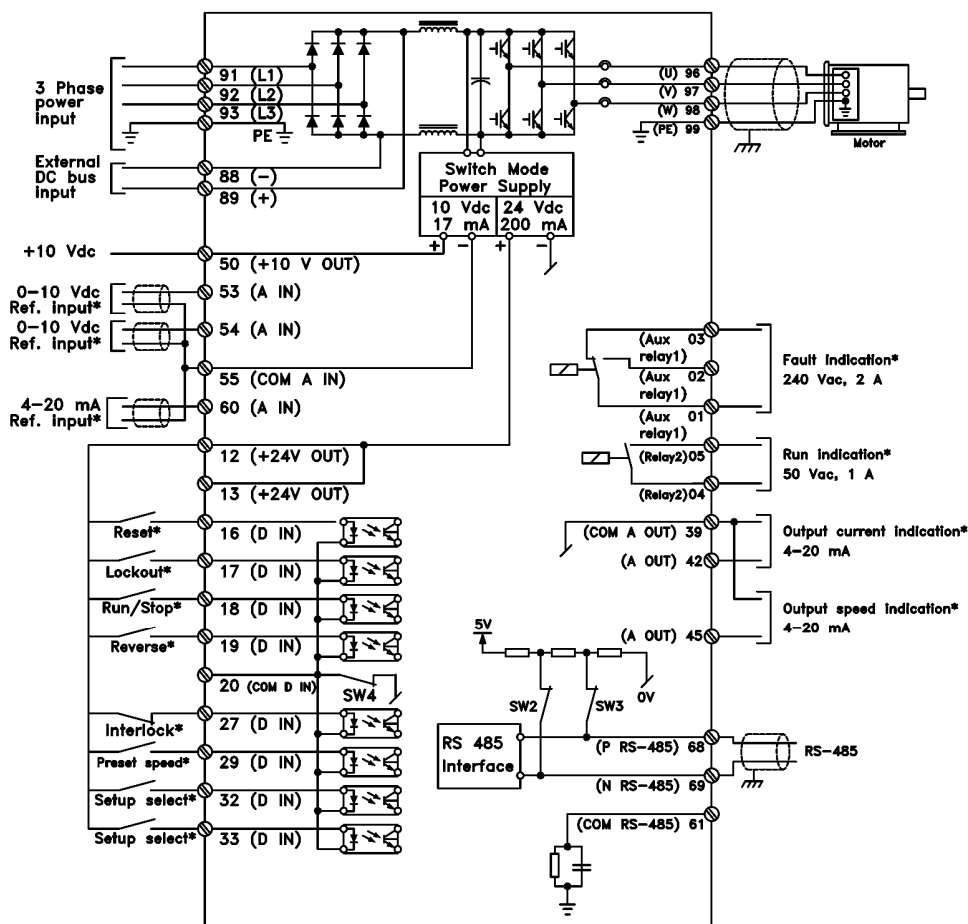 3 Phase
power
input
91 (L1)
92 (L2)
93 (L3)
PE
External
DC bus
input
88 (−)
89 (+)
Switch Mode
Power Supply
10 Vdc
17 mA
24 Vdc
200 mA
+ − + −
(U) 96
(V) 97
(W) 98
(PE) 99
Motor
+10 Vdc
50 (+10 V OUT)
0−10 Vdc
Ref. input*
53 (A IN)
0−10 Vdc
Ref. input*
54 (A IN)
55 (COM A IN)
4−20 mA
Ref. input*
60 (A IN)
12 (+24V OUT)
13 (+24V OUT)
Reset*
16 (D IN)
Lockout*
17 (D IN)
Run/Stop*
18 (D IN)
Reverse*
19 (D IN)
20 (COM D IN)
SW4
Interlock*
27 (D IN)
Preset speed*
29 (D IN)
Setup select*
32 (D IN)
Setup select*
33 (D IN)
(Aux 03
relay1)
(Aux 02
relay1)
(Aux 01
relay1)
Fault indication*
240 Vac, 2 A
(Relay2)05
(Relay2)04
Run indication*
50 Vac, 1 A
(COM A OUT) 39
(A OUT) 42
Output current indication*
4−20 mA
(A OUT) 45
Output speed indication*
4−20 mA
5V
0V
SW2
SW3
RS 485
Interface
(P RS−485) 68
(N RS−485) 69
RS−485
(COM RS−485) 61